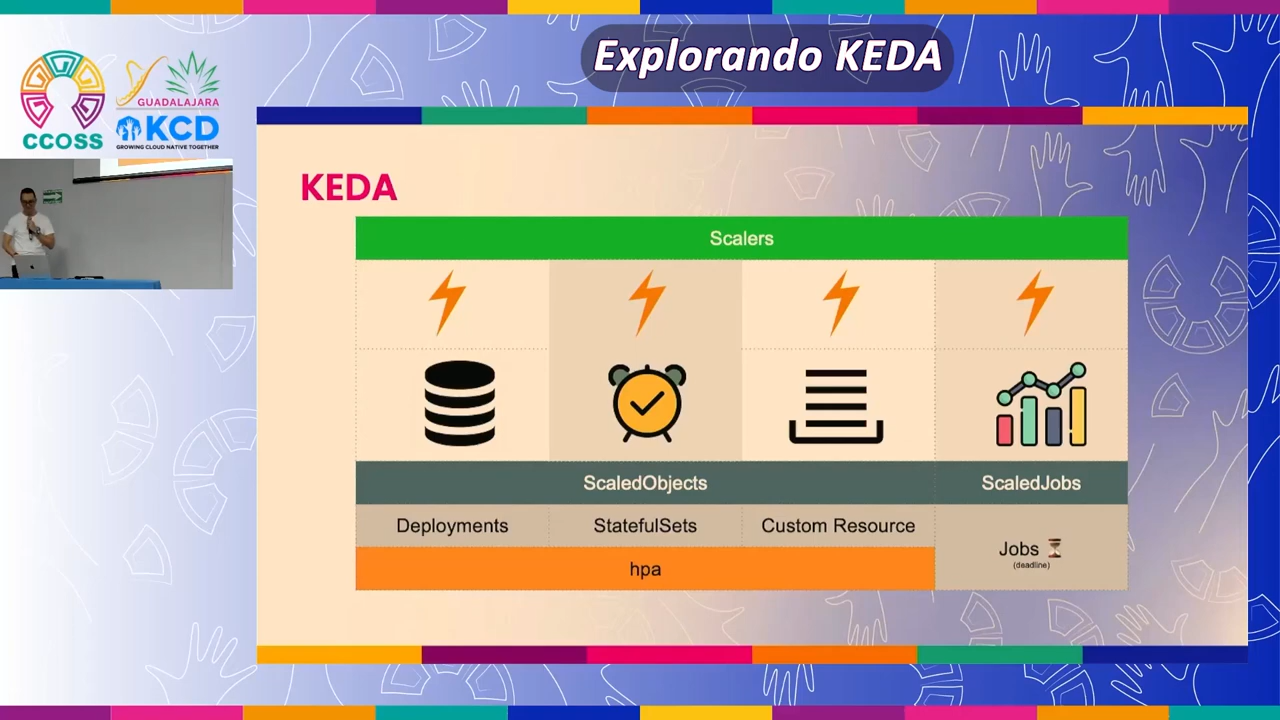 Explorando KEDA
GUADALAJARA
CCOSS
KCD
GROWING CLOUD NATIVE TOGETHER
KEDA
Scalers
ScaledObjects
ScaledJobs
Deployments
StatefulSets
Custom Resource
Jobs
(deadline)
hpa